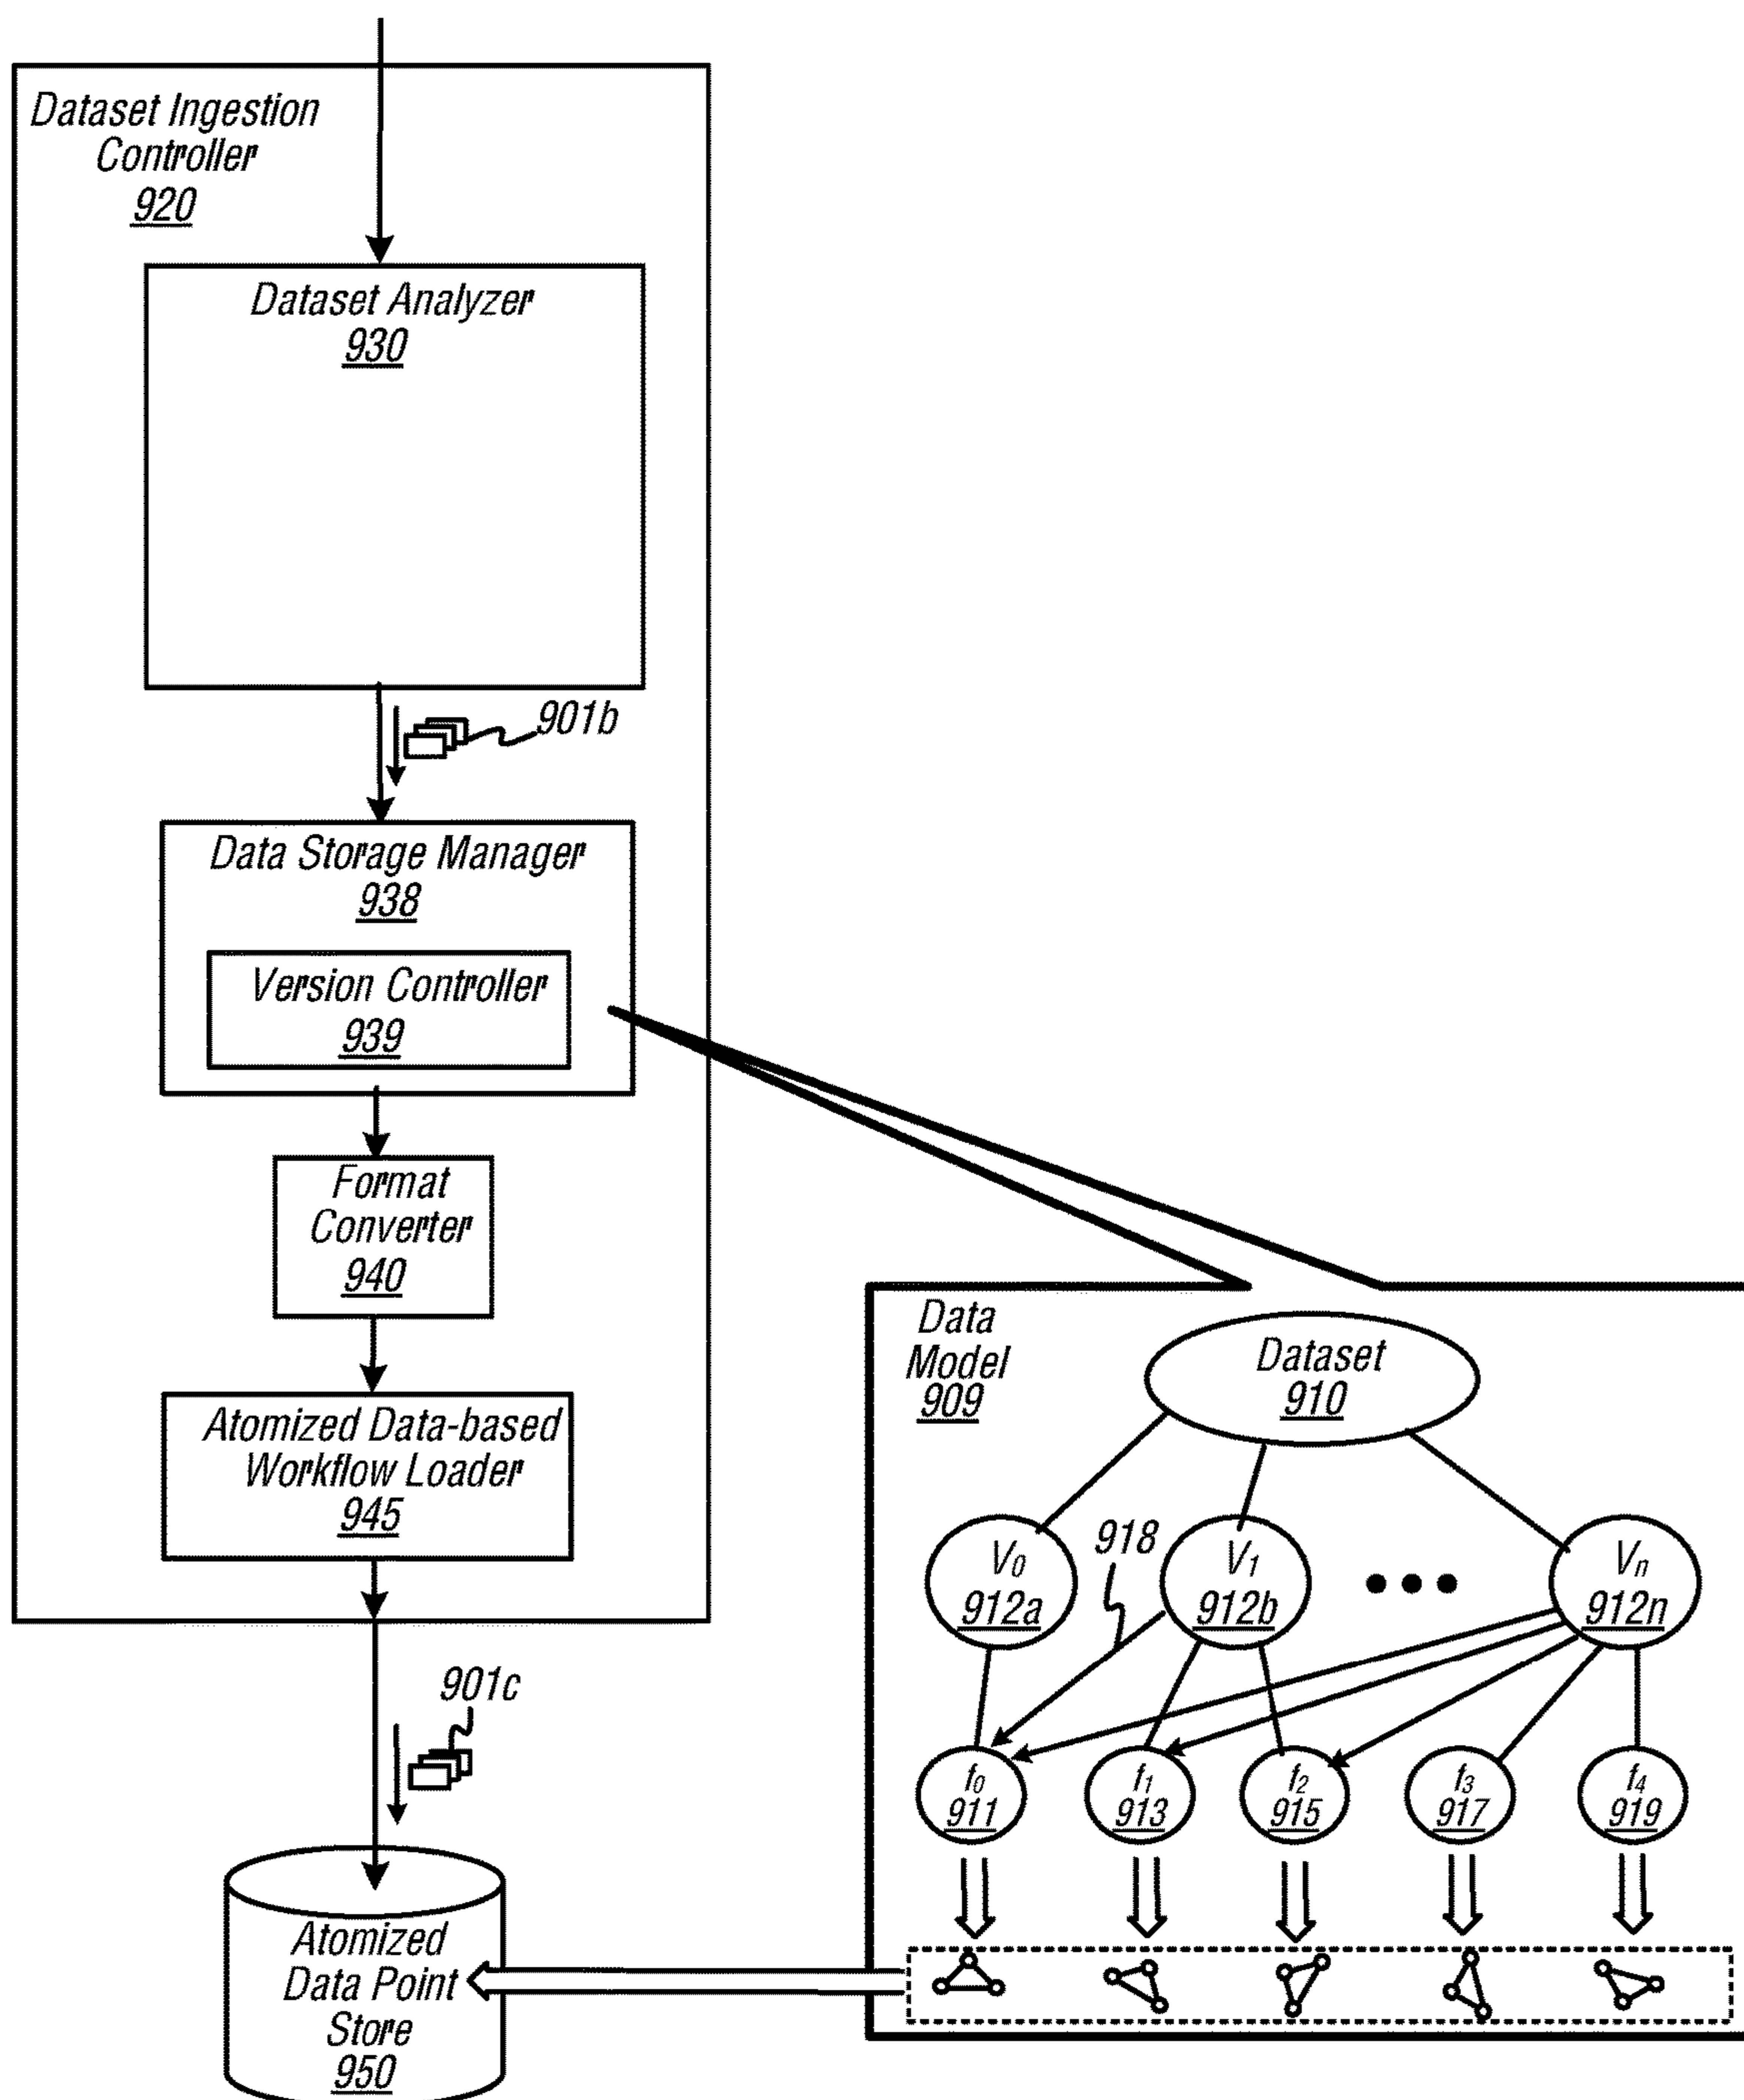 Dataset Ingestion
Controller
920
Dataset Analyzer
930
901b
Data Storage Manager
938
Version Controller
939
Format
Converter
940
Atomized Data-based
Workflow Loader
945
901c
Atomized
Data Point
Store
950
Data
Model
909
Dataset
910
918
V0
912a
V1
912b
Vn
912n
f0
911
f1
913
f2
915
f3
917
f4
919